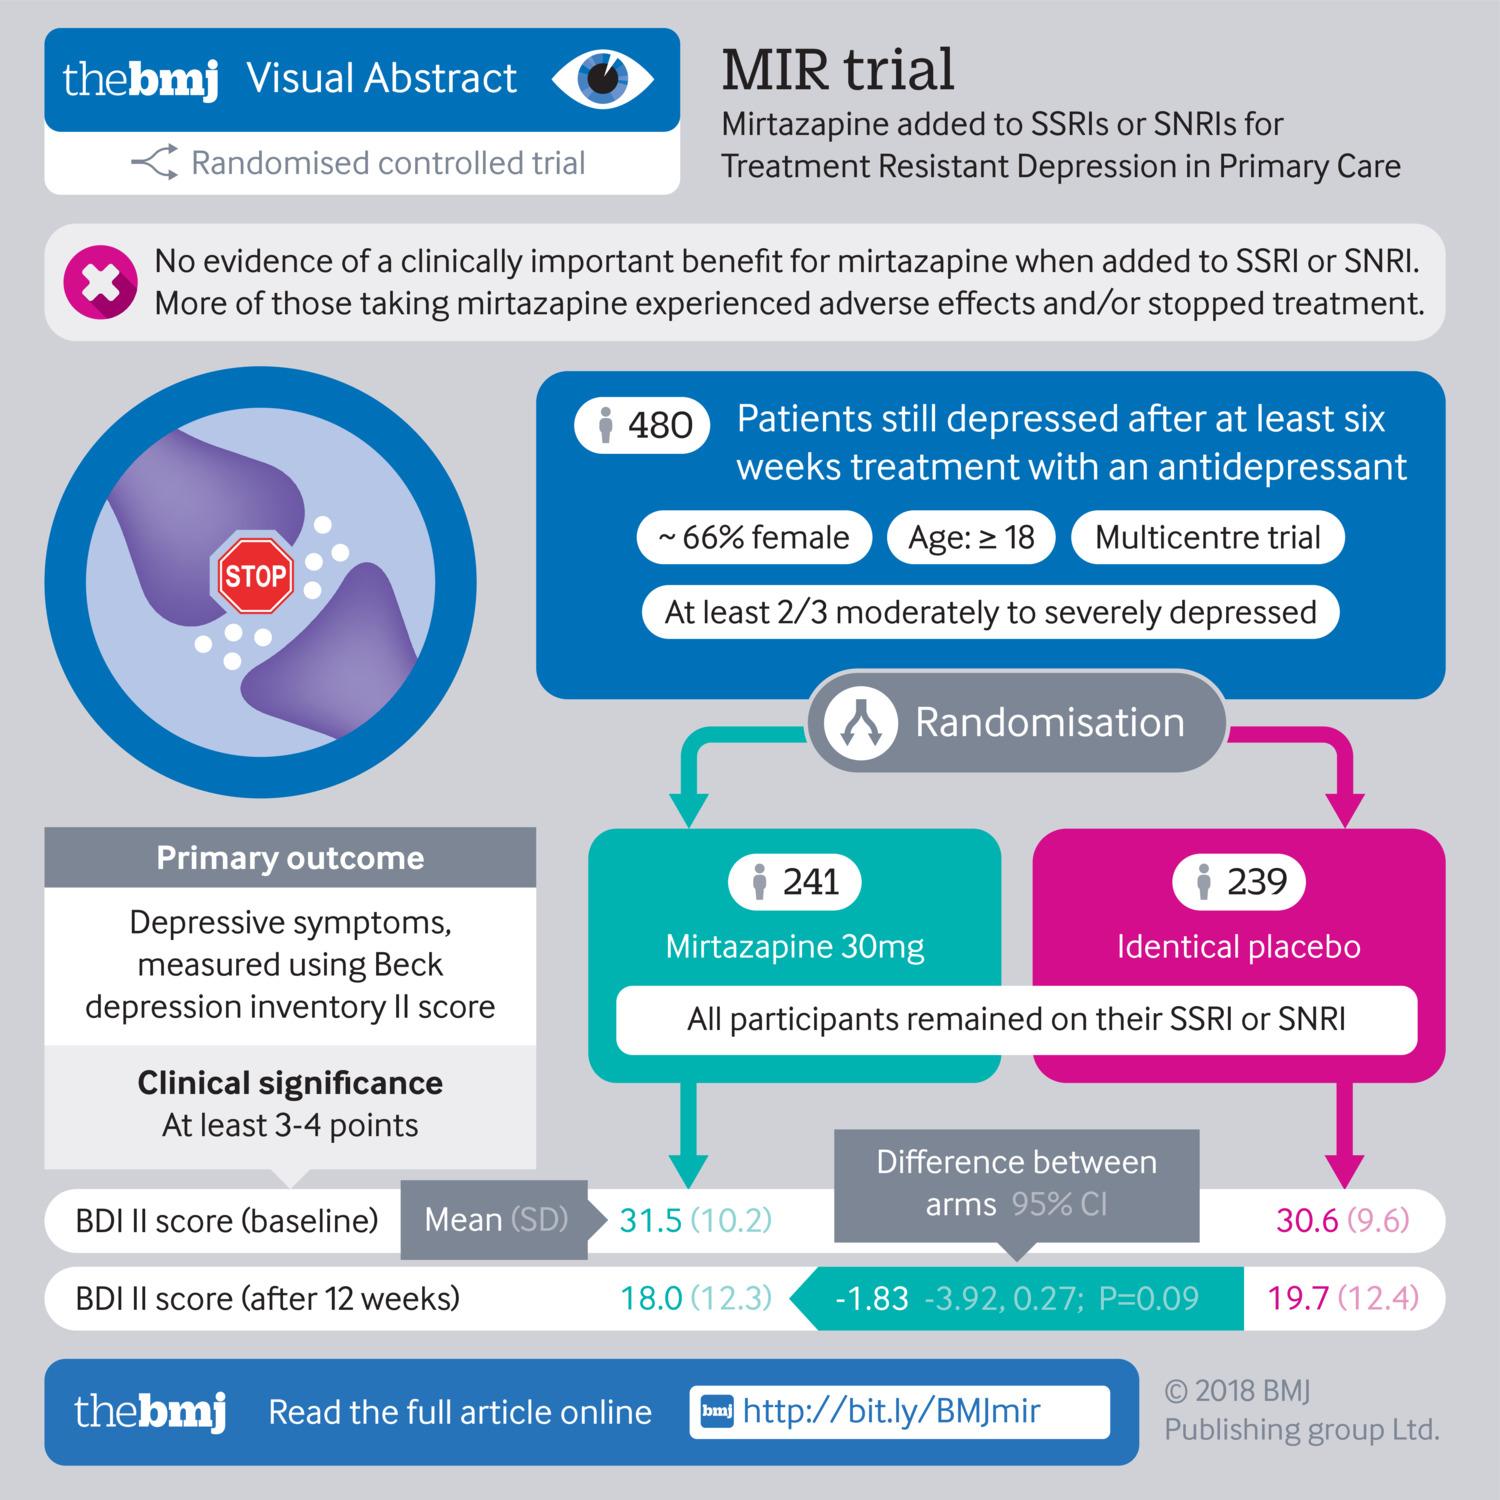 thebmj Visual Abstract
Randomised controlled trial
MIR trial
Mirtazapine added to SSRIs or SNRIs for
Treatment Resistant Depression in Primary Care
No evidence of a clinically important benefit for mirtazapine when added to SSRI or SNRI.
More of those taking mirtazapine experienced adverse effects and/or stopped treatment.
STOP
480 Patients still depressed after at least six
weeks treatment with an antidepressant
~ 66% female Age: ≥ 18 Multicentre trial
At least 2/3 moderately to severely depressed
Randomisation
Primary outcome
Depressive symptoms,
measured using Beck
depression inventory II score
Clinical significance
At least 3-4 points
241
Mirtazapine 30mg
239
Identical placebo
All participants remained on their SSRI or SNRI
Difference between
arms 95% CI
BDI II score (baseline) Mean (SD) 31.5 (10.2) 30.6 (9.6)
BDI II score (after 12 weeks) 18.0 (12.3) -1.83 -3.92, 0.27; P=0.09 19.7 (12.4)
thebmj Read the full article online bmj http://bit.ly/BMJmir
© 2018 BMJ
Publishing group Ltd.